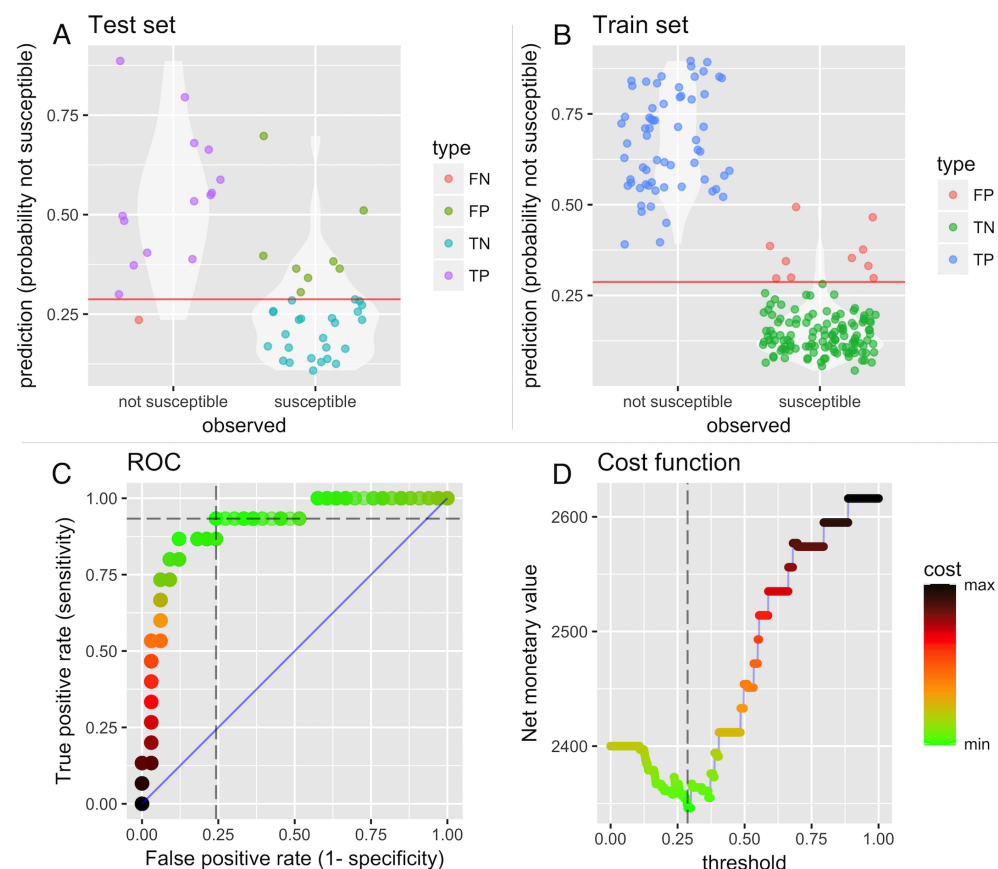 A
Test set
prediction (probability not susceptible)
0.75
0.50
0.25
not susceptible
susceptible
observed
type
FN
FP
TN
TP
B
Train set
prediction (probability not susceptible)
0.75
0.50
0.25
not susceptible
susceptible
observed
type
FP
TN
TP
C
ROC
True positive rate (sensitivity)
1.00
0.75
0.50
0.25
0.00
0.00
0.25
0.50
0.75
1.00
False positive rate (1- specificity)
D
Cost function
Net monetary value
2600
2500
2400
0.00
0.25
0.50
0.75
1.00
threshold
cost
max
min